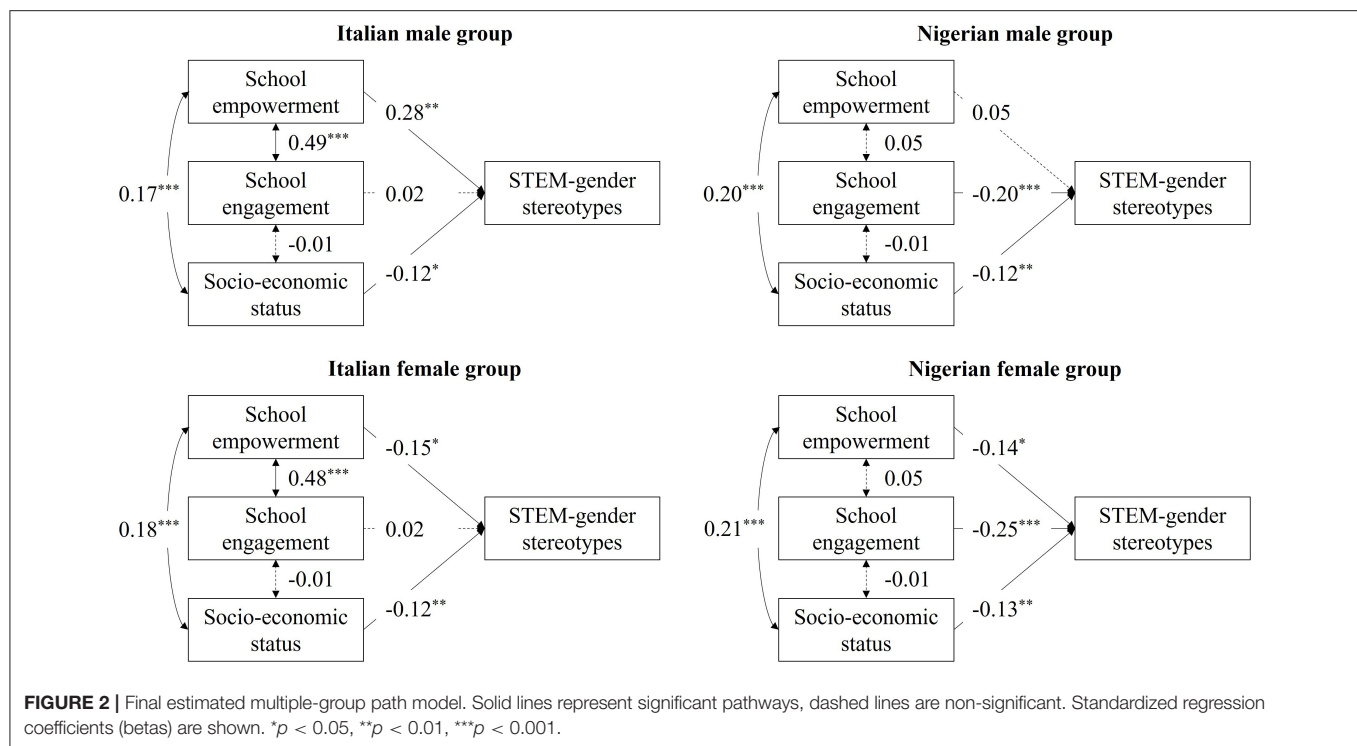 Italian male group
School
empowerment
0.28**
0.49***
0.17***
School
engagement
0.02
STEM-gender
stereotypes
-0.01
Socio-economic
status
-0.12*
Nigerian male group
School
empowerment
0.05
0.05
0.20***
School
engagement
-0.20***
STEM-gender
stereotypes
-0.01
Socio-economic
status
-0.12**
Italian female group
School
empowerment
-0.15*
0.48***
0.18***
School
engagement
0.02
STEM-gender
stereotypes
-0.01
Socio-economic
status
-0.12**
Nigerian female group
School
empowerment
-0.14*
0.05
0.21***
School
engagement
-0.25***
STEM-gender
stereotypes
-0.01
Socio-economic
status
-0.13**
FIGURE 2 | Final estimated multiple-group path model. Solid lines represent significant pathways, dashed lines are non-significant. Standardized regression
coefficients (betas) are shown. *p < 0.05, **p < 0.01, ***p < 0.001.